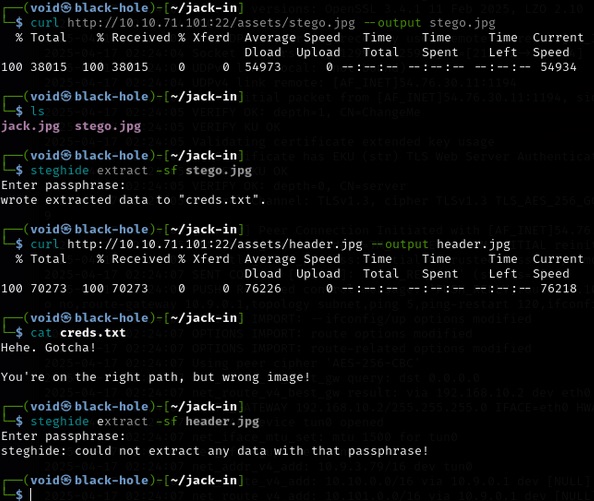 $ curl http://10.10.71.101:22/assets/stego.jpg --output stego.jpg
% Total % Received % Xferd Average Speed Time Time Time Current
Dload Upload Total Spent Left Speed
100 38015 100 38015 0 0 54973 0 --:--:-- --:--:-- --:--:-- 54934
(void㉿black-hole)-[~/jack-in]
$ ls
jack.jpg stego.jpg
(void㉿black-hole)-[~/jack-in]
$ steghide extract -sf stego.jpg
Enter passphrase:
wrote extracted data to "creds.txt".
(void㉿black-hole)-[~/jack-in]
$ curl http://10.10.71.101:22/assets/header.jpg --output header.jpg
% Total % Received % Xferd Average Speed Time Time Time Current
Dload Upload Total Spent Left Speed
100 70273 100 70273 0 0 76226 0 --:--:-- --:--:-- --:--:-- 76218
(void㉿black-hole)-[~/jack-in]
$ cat creds.txt
Hehe. Gotcha!
You're on the right path, but wrong image!
(void㉿black-hole)-[~/jack-in]
$ steghide extract -sf header.jpg
Enter passphrase:
steghide: could not extract any data with that passphrase!
(void㉿black-hole)-[~/jack-in]
$